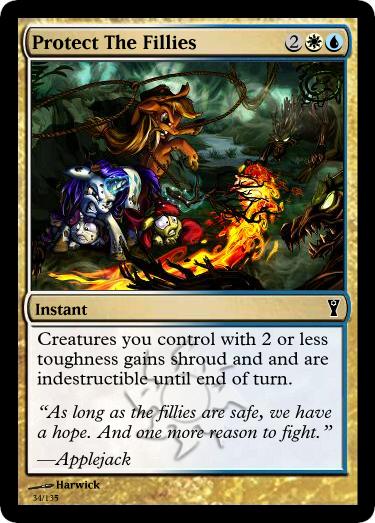 Protect The Fillies 2
Instant
Creatures you control with 2 or less
toughness gains shroud and and are
indestructible until end of turn.
“As long as the fillies are safe, we have
a hope. And one more reason to fight.”
—Applejack
Harwick
34/135